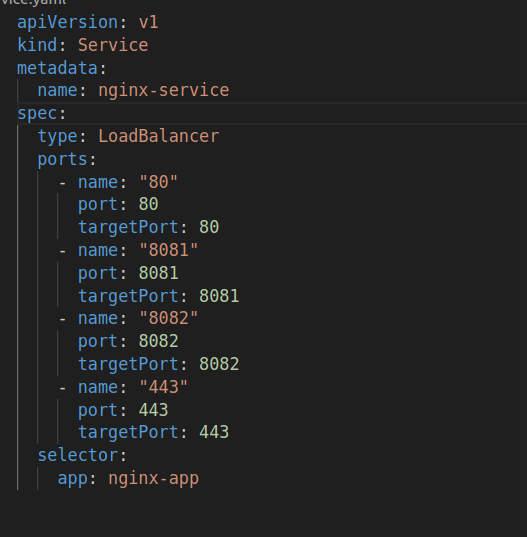 vice.yaml
apiVersion: v1
kind: Service
metadata:
  name: nginx-service
spec:
  type: LoadBalancer
  ports:
    - name: "80"
      port: 80
      targetPort: 80
    - name: "8081"
      port: 8081
      targetPort: 8081
    - name: "8082"
      port: 8082
      targetPort: 8082
    - name: "443"
      port: 443
      targetPort: 443
  selector:
    app: nginx-app